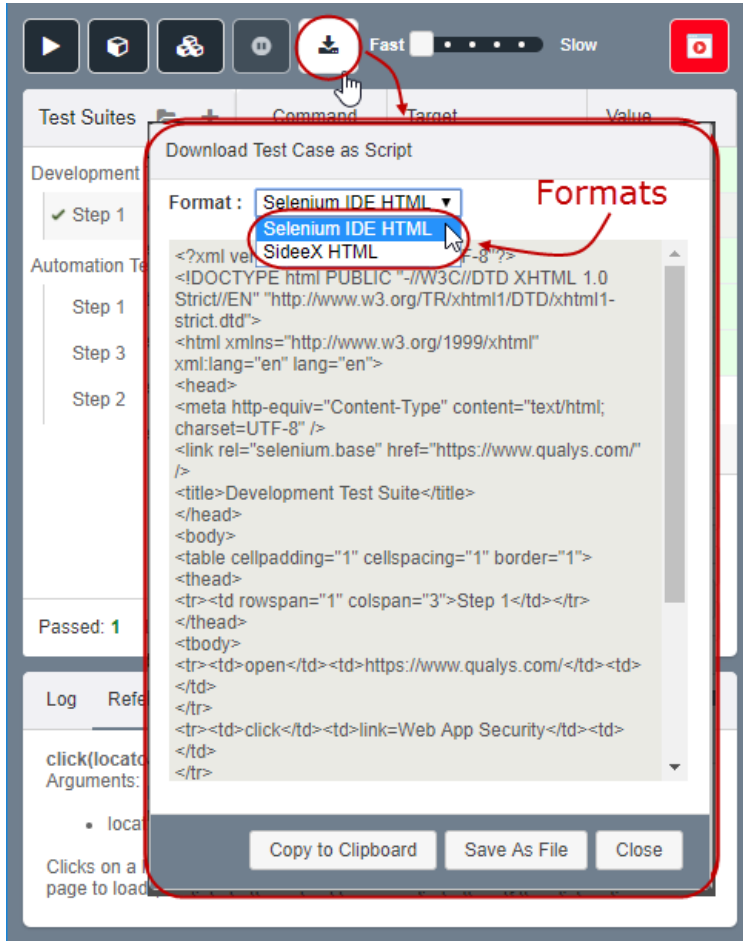 Fast Slow
Test Suites Command Target Value
Download Test Case as Script
Development
Format : Selenium IDE HTML
Formats
Selenium IDE HTML
SideeX HTML
Step 1
Automation Te
Step 1
Step 3
Step 2
<?xml ver F-8"?>
<!DOCTYPE html PUBLIC "-//W3C//DTD XHTML 1.0
Strict//EN" "http://www.w3.org/TR/xhtml1/DTD/xhtml1-
strict.dtd">
<html xmlns="http://www.w3.org/1999/xhtml"
xml:lang="en" lang="en">
<head>
<meta http-equiv="Content-Type" content="text/html;
charset=UTF-8" />
<link rel="selenium.base" href="https://www.qualys.com/"
/>
<title>Development Test Suite</title>
</head>
<body>
<table cellpadding="1" cellspacing="1" border="1">
<thead>
<tr><td rowspan="1" colspan="3">Step 1</td></tr>
</thead>
<tbody>
<tr><td>open</td><td>https://www.qualys.com/</td><td>
</td>
</tr>
<tr><td>click</td><td>link=Web App Security</td><td>
</td>
</tr>
Passed: 1
Log Refe
click(locato
Arguments:
locat
Clicks on a l
page to load
Copy to Clipboard Save As File Close